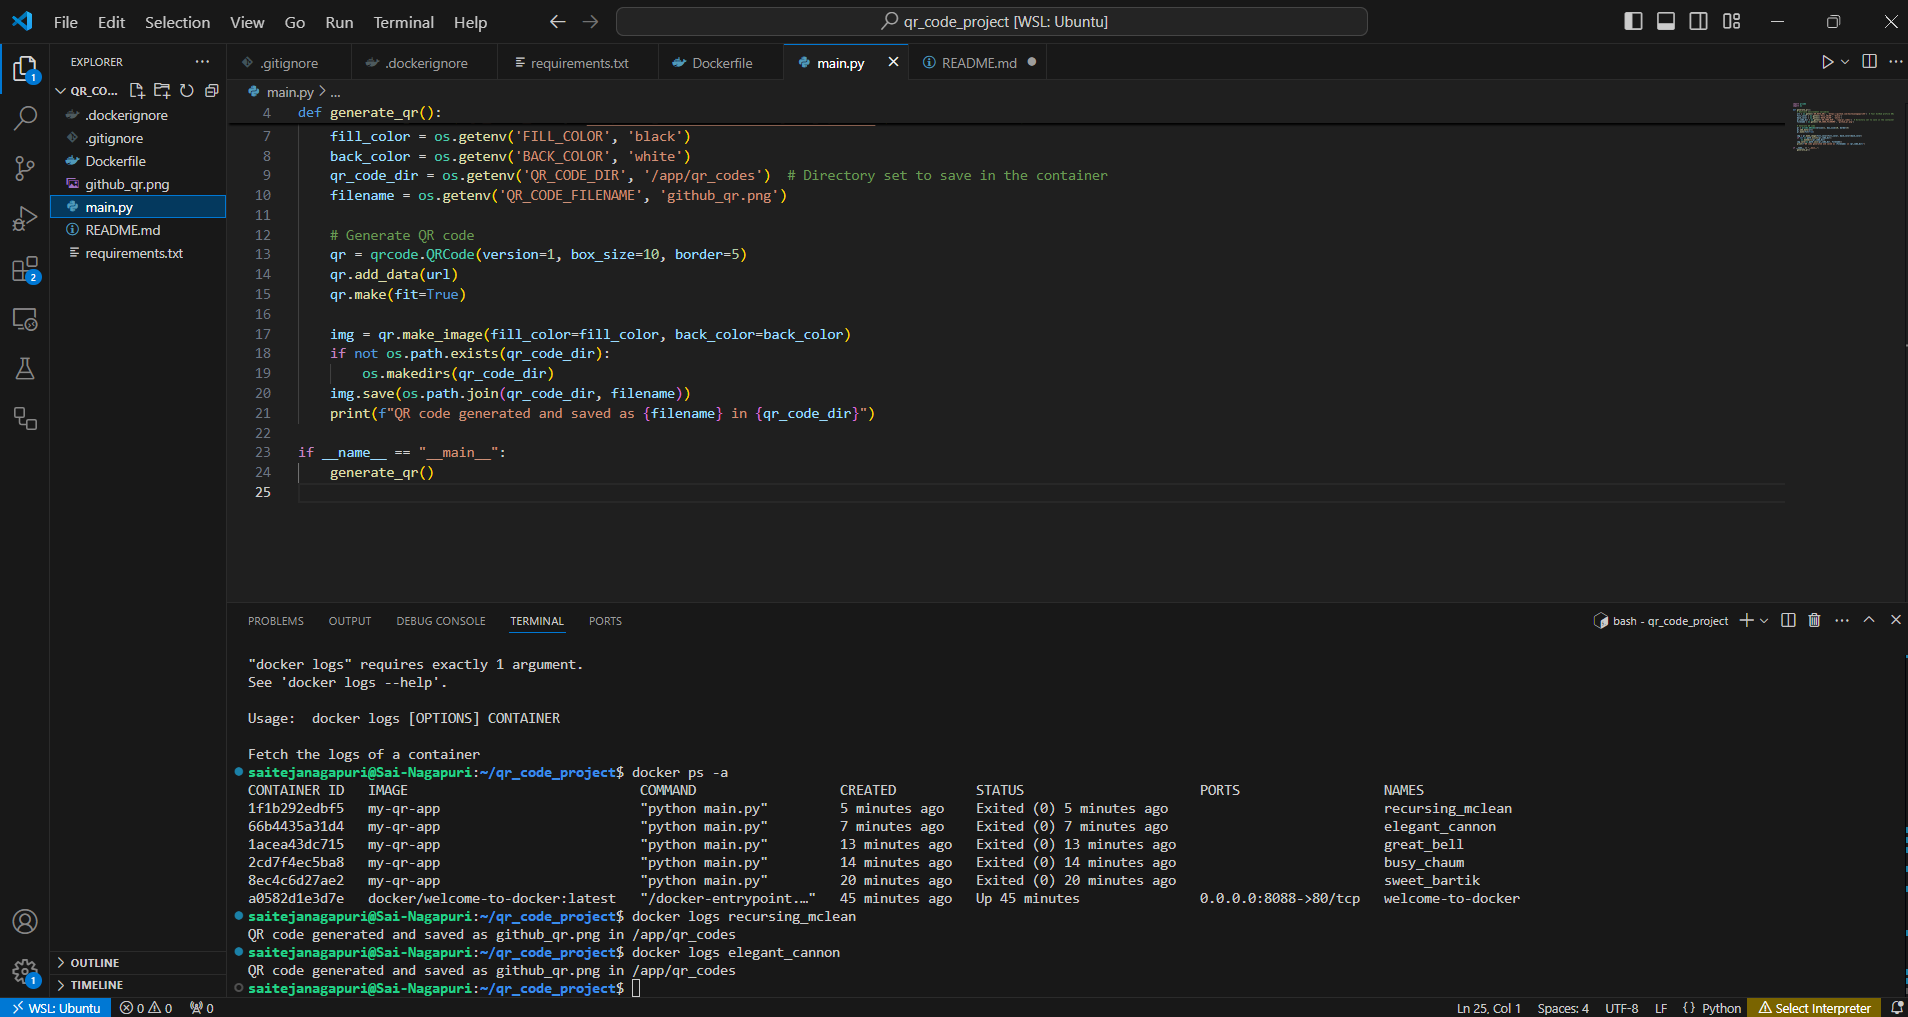 File Edit Selection View Go Run Terminal Help
qr_code_project [WSL: Ubuntu]
EXPLORER
QR_CO...
.dockerignore
.gitignore
Dockerfile
github_qr.png
main.py
README.md
requirements.txt
OUTLINE
TIMELINE
1
2
1
.gitignore .dockerignore requirements.txt Dockerfile main.py README.md
main.py > ...
4 def generate_qr():
7 fill_color = os.getenv('FILL_COLOR', 'black')
8 back_color = os.getenv('BACK_COLOR', 'white')
9 qr_code_dir = os.getenv('QR_CODE_DIR', '/app/qr_codes')  # Directory set to save in the container
10 filename = os.getenv('QR_CODE_FILENAME', 'github_qr.png')
11
12 # Generate QR code
13 qr = qrcode.QRCode(version=1, box_size=10, border=5)
14 qr.add_data(url)
15 qr.make(fit=True)
16
17 img = qr.make_image(fill_color=fill_color, back_color=back_color)
18 if not os.path.exists(qr_code_dir):
19 os.makedirs(qr_code_dir)
20 img.save(os.path.join(qr_code_dir, filename))
21 print(f"QR code generated and saved as {filename} in {qr_code_dir}")
22
23 if __name__ == "__main__":
24 generate_qr()
25
PROBLEMS OUTPUT DEBUG CONSOLE TERMINAL PORTS
bash - qr_code_project
"docker logs" requires exactly 1 argument.
See 'docker logs --help'.
Usage:  docker logs [OPTIONS] CONTAINER
Fetch the logs of a container
saitejanagapuri@Sai-Nagapuri:~/qr_code_project$ docker ps -a
CONTAINER ID   IMAGE   COMMAND   CREATED   STATUS   PORTS   NAMES
1f1b292edbf5   my-qr-app   "python main.py"   5 minutes ago   Exited (0) 5 minutes ago   recursing_mclean
66b4435a31d4   my-qr-app   "python main.py"   7 minutes ago   Exited (0) 7 minutes ago   elegant_cannon
1acea43dc715   my-qr-app   "python main.py"   13 minutes ago   Exited (0) 13 minutes ago   great_bell
2cd7f4ec5ba8   my-qr-app   "python main.py"   14 minutes ago   Exited (0) 14 minutes ago   busy_chaum
8ec4c6d27ae2   my-qr-app   "python main.py"   20 minutes ago   Exited (0) 20 minutes ago   sweet_bartik
a0582d1e3d7e   docker/welcome-to-docker:latest   "/docker-entrypoint.…"   45 minutes ago   Up 45 minutes   0.0.0.0:8088->80/tcp   welcome-to-docker
saitejanagapuri@Sai-Nagapuri:~/qr_code_project$ docker logs recursing_mclean
QR code generated and saved as github_qr.png in /app/qr_codes
saitejanagapuri@Sai-Nagapuri:~/qr_code_project$ docker logs elegant_cannon
QR code generated and saved as github_qr.png in /app/qr_codes
saitejanagapuri@Sai-Nagapuri:~/qr_code_project$
WSL: Ubuntu 0 0 0 Ln 25, Col 1 Spaces: 4 UTF-8 LF {} Python Select Interpreter